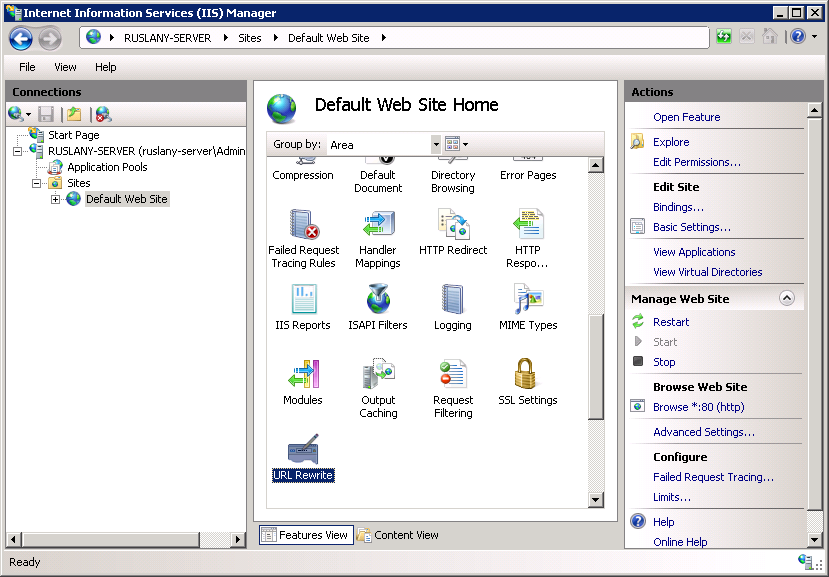 Internet Information Services (IIS) Manager
RUSLANY-SERVER Sites Default Web Site
File View Help
Connections
Start Page
RUSLANY-SERVER (ruslany-server\Admin
Application Pools
Sites
Default Web Site
Default Web Site Home
Group by: Area
Compression
Default Document
Directory Browsing
Error Pages
Failed Request Tracing Rules
Handler Mappings
HTTP Redirect
HTTP Respo...
IIS Reports
ISAPI Filters
Logging
MIME Types
Modules
Output Caching
Request Filtering
SSL Settings
URL Rewrite
Features View
Content View
Actions
Open Feature
Explore
Edit Permissions...
Edit Site
Bindings...
Basic Settings...
View Applications
View Virtual Directories
Manage Web Site
Restart
Start
Stop
Browse Web Site
Browse *:80 (http)
Advanced Settings...
Configure
Failed Request Tracing...
Limits...
Help
Online Help
Ready